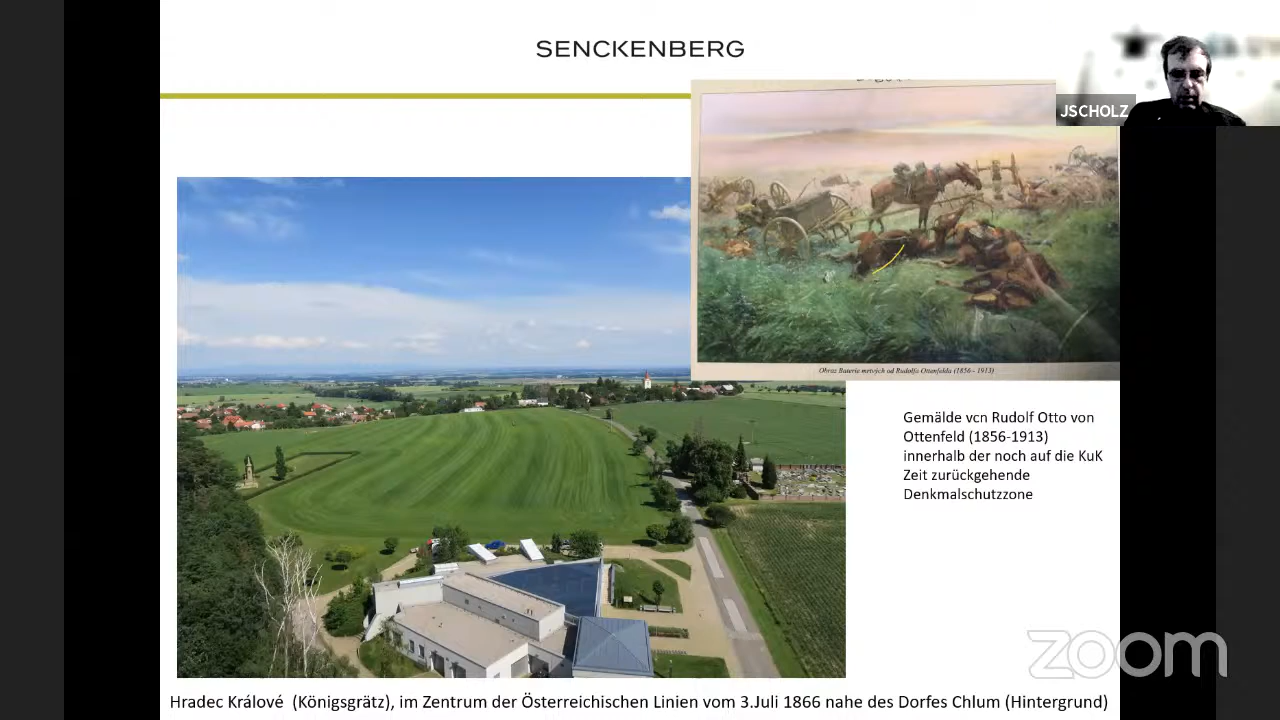 SENCKENBERG
JSCHOLZ
Obraz Baterie mrtvých od Rudolfa Ottenfelda (1856 - 1913)
Gemälde vcn Rudolf Otto von
Ottenfeld (1856-1913)
innerhalb der noch auf die KuK
Zeit zurückgehende
Denkmalschutzzone
zoom
Hradec Králové (Königsgrätz), im Zentrum der Österreichischen Linien vom 3.Juli 1866 nahe des Dorfes Chlum (Hintergrund)